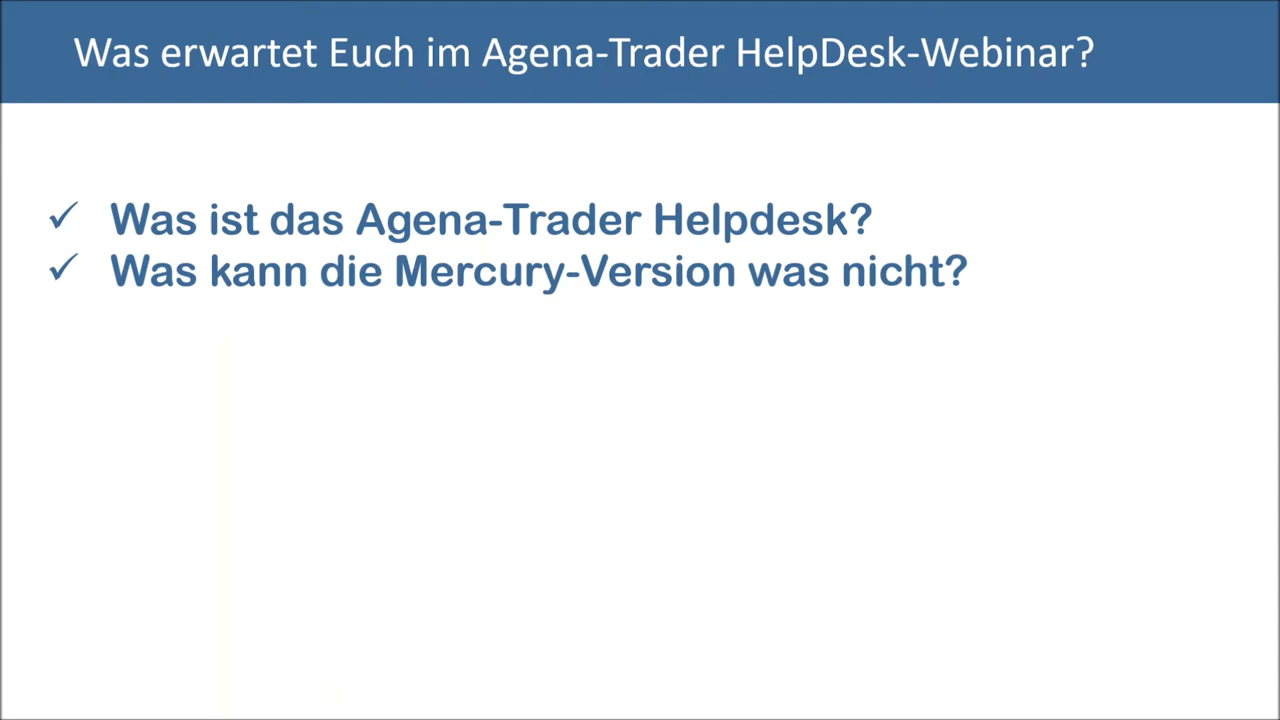 Was erwartet Euch im Agena-Trader HelpDesk-Webinar?
✓ Was ist das Agena-Trader Helpdesk?
✓ Was kann die Mercury-Version was nicht?